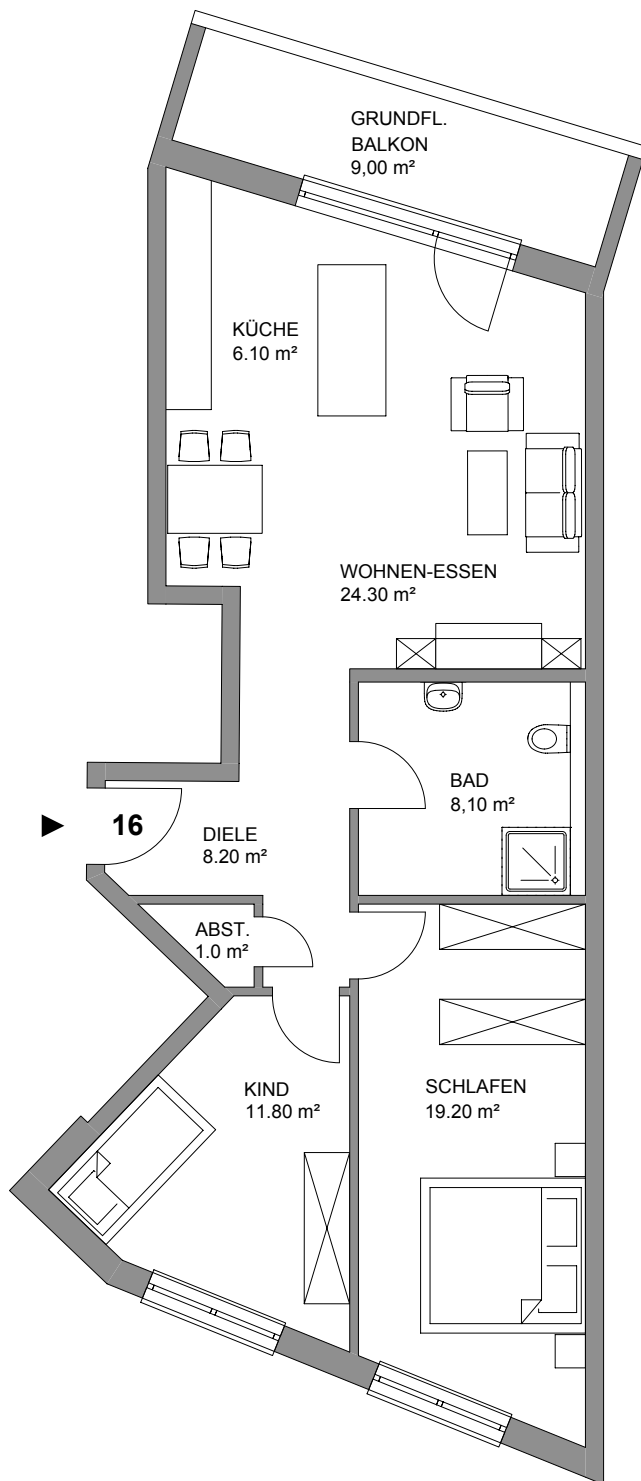 GRUNDFL.
BALKON
9,00 m²
KÜCHE
6.10 m²
WOHNEN-ESSEN
24.30 m²
BAD
8,10 m²
16
DIELE
8.20 m²
ABST.
1.0 m²
KIND
11.80 m²
SCHLAFEN
19.20 m²